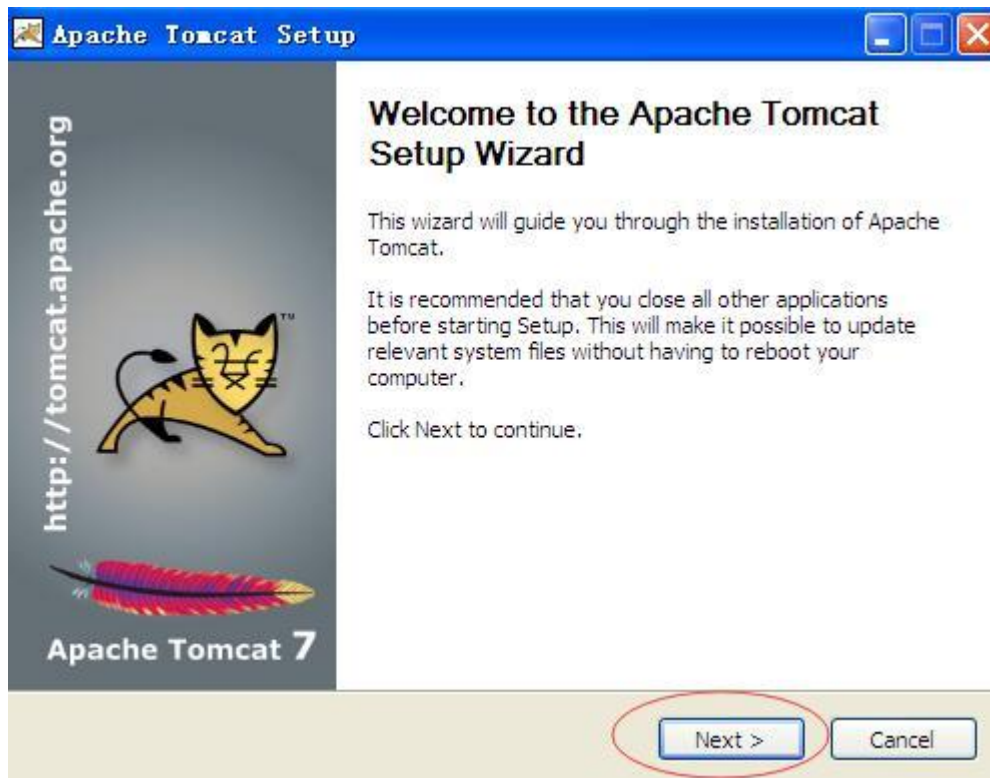 Apache Tomcat Setup
http://tomcat.apache.org
TM
Apache Tomcat 7
Welcome to the Apache Tomcat
Setup Wizard
This wizard will guide you through the installation of Apache
Tomcat.
It is recommended that you close all other applications
before starting Setup. This will make it possible to update
relevant system files without having to reboot your
computer.
Click Next to continue.
Next >
Cancel